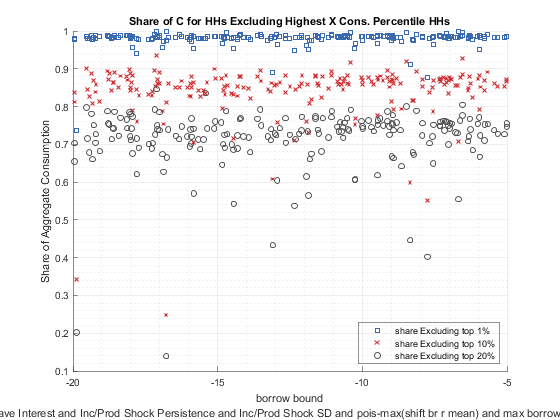 Share of C for HHs Excluding Highest X Cons. Percentile HHs
Share of Aggregate Consumption
1
0.9
0.8
0.7
0.6
0.5
0.4
0.3
0.2
0.1
share Excluding top 1%
share Excluding top 10%
share Excluding top 20%
-20
-15
-10
-5
borrow bound
ave Interest and Inc/Prod Shock Persistence and Inc/Prod Shock SD and pois-max(shift br r mean) and max borrow